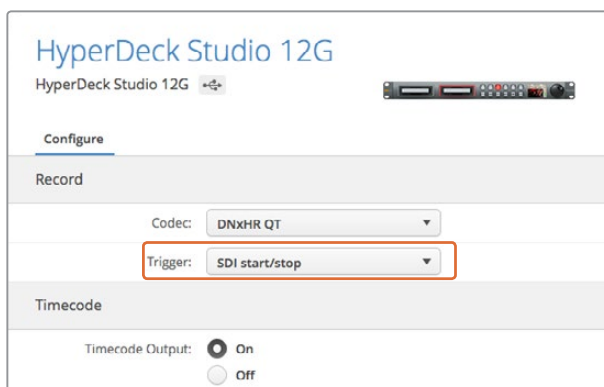 HyperDeck Studio 12G
HyperDeck Studio 12G
Configure
Record
Codec: DNxHR QT
Trigger: SDI start/stop
Timecode
Timecode Output: On
Off